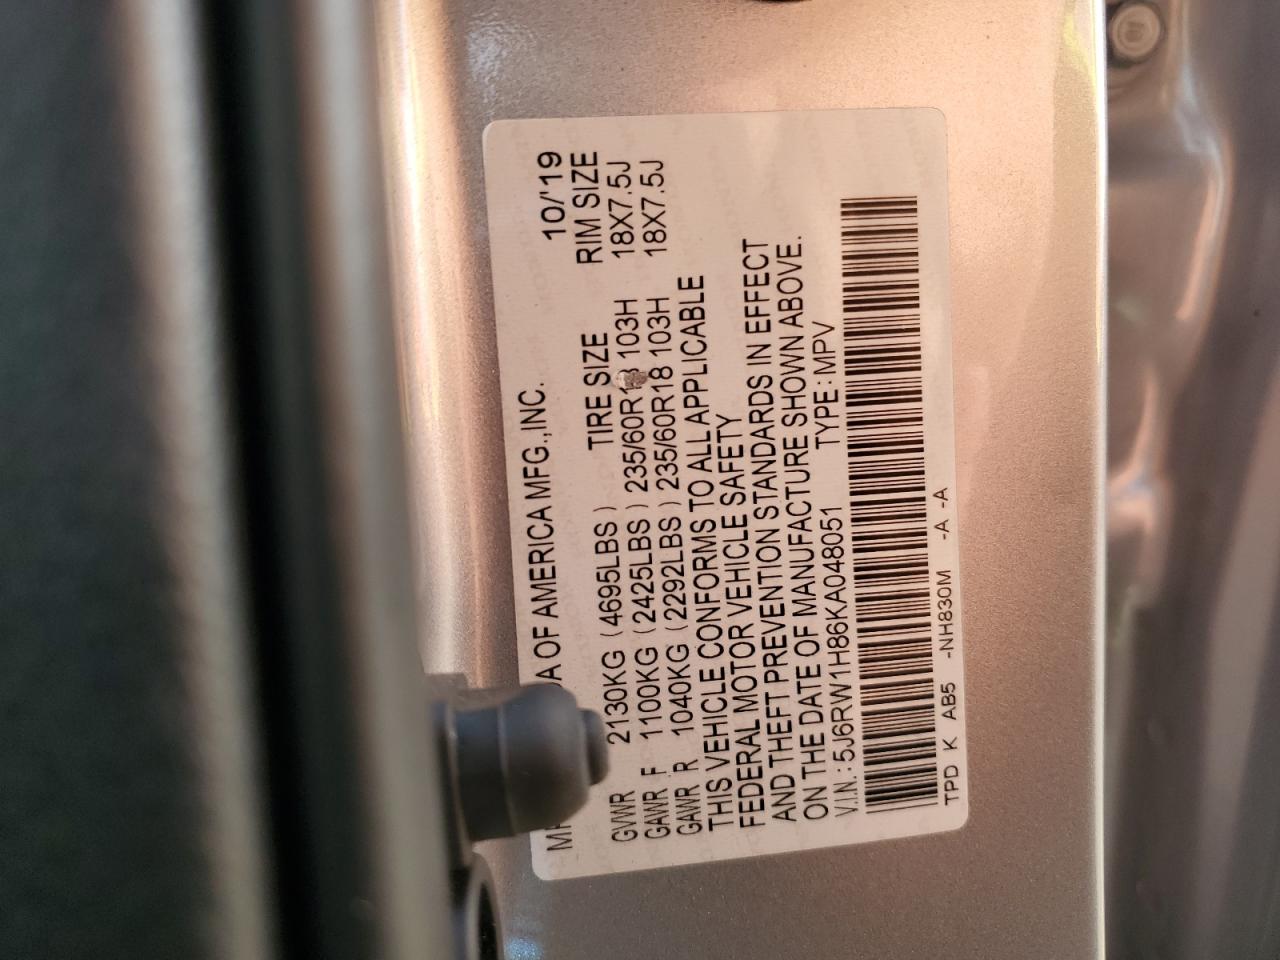 A OF AMERICA MFG.,INC. 10/'19
TIRE SIZE RIM SIZE
GVWR 2130KG (4695LBS)
GAWR F 1100KG (2425LBS) 235/60R 103H 18X7.5J
GAWR R 1040KG (2292LBS) 235/60R18 103H 18X7.5J
THIS VEHICLE CONFORMS TO ALL APPLICABLE
FEDERAL MOTOR VEHICLE SAFETY
AND THEFT PREVENTION STANDARDS IN EFFECT
ON THE DATE OF MANUFACTURE SHOWN ABOVE.
V.I.N.: 5J6RW1H86KA048051 TYPE: MPV
TPD K AB5 -NH830M -A -A